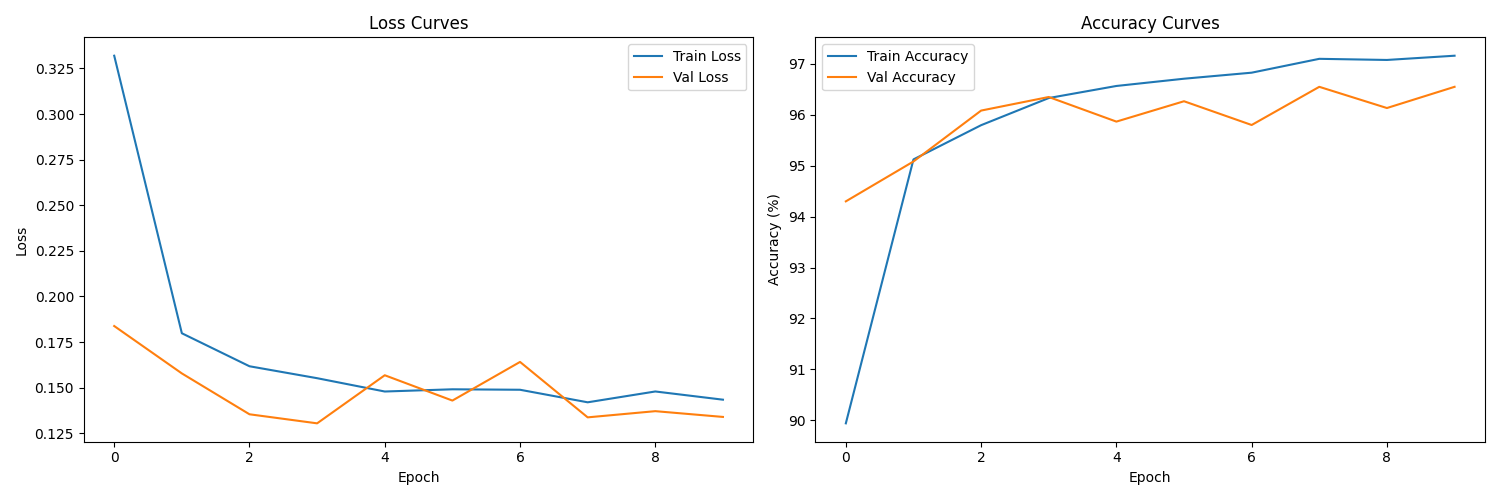 Loss Curves
Train Loss
Val Loss
0.325
0.300
0.275
0.250
0.225
0.200
0.175
0.150
0.125
Loss
0 2 4 6 8
Epoch
Accuracy Curves
Train Accuracy
Val Accuracy
97
96
95
94
93
92
91
90
Accuracy (%)
0 2 4 6 8
Epoch